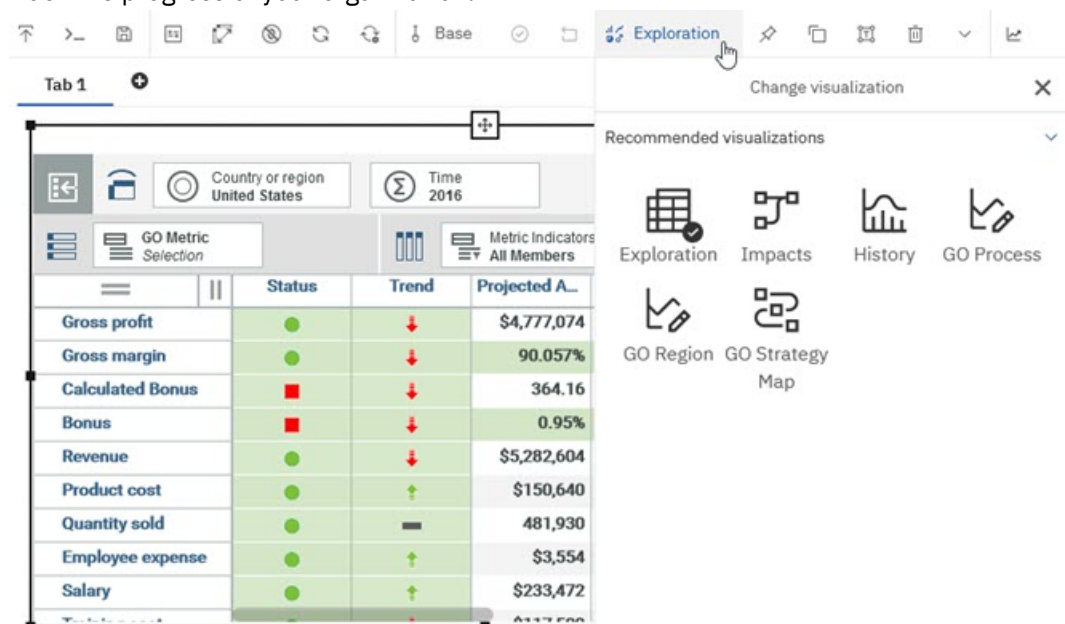 Base
Exploration
Tab 1
Change visualization
Recommended visualizations
Country or region
United States
Time
2016
GO Metric
Selection
Metric Indicators
All Members
Exploration Impacts History GO Process
GO Region GO Strategy
Map
Status Trend Projected A...
Gross profit $4,777,074
Gross margin 90.057%
Calculated Bonus 364.16
Bonus 0.95%
Revenue $5,282,604
Product cost $150,640
Quantity sold 481,930
Employee expense $3,554
Salary $233,472